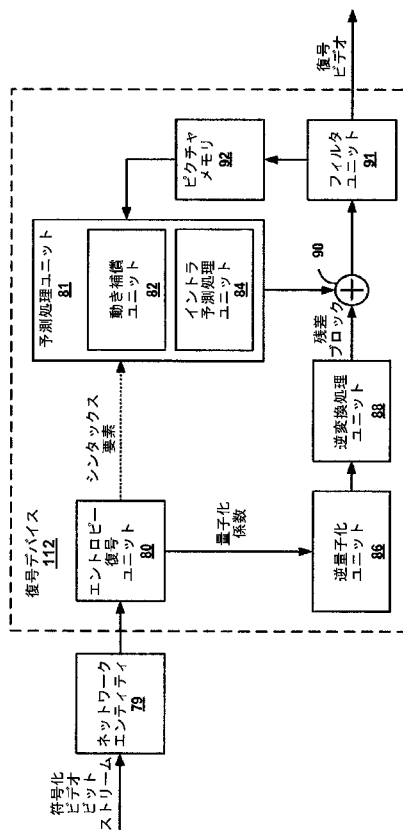 符号化
ビデオ
ビット
ストリーム
ネットワーク
エンティティ
79
復号デバイス
112
エントロピー
復号
ユニット
80
シンタックス
要素
量子化
係数
予測処理ユニット
81
動き補償
ユニット
82
イントラ
予測処理
ユニット
84
逆量子化
ユニット
86
逆変換処理
ユニット
88
残差
ブロック
90
ピクチャ
メモリ
92
フィルタ
ユニット
91
復号
ビデオ